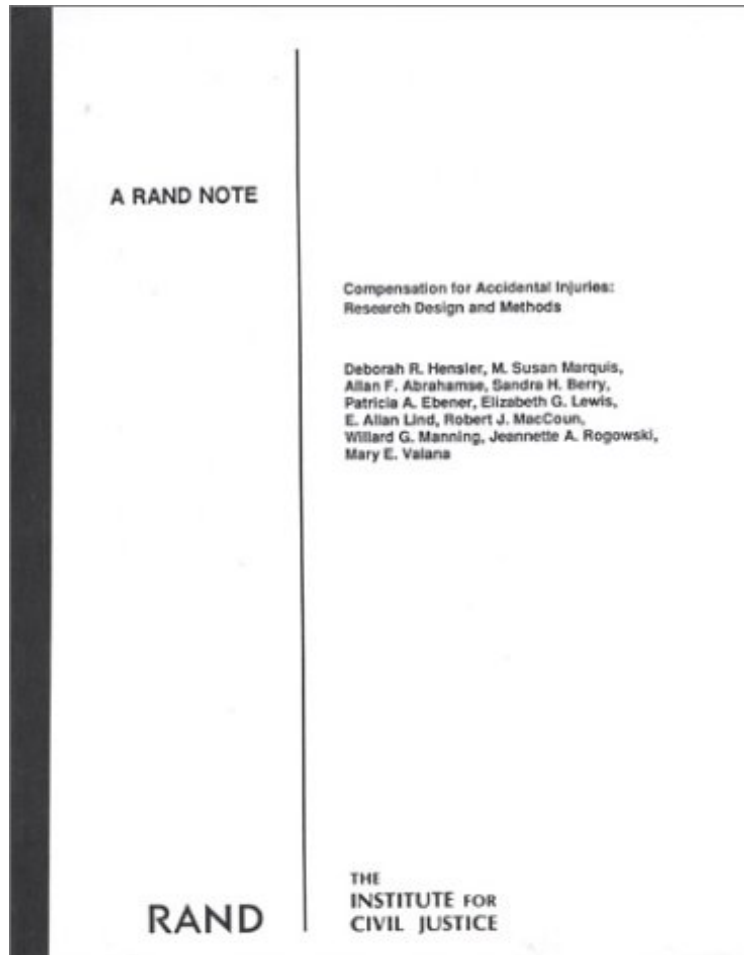 A RAND NOTE
Compensation for Accidental Injuries:
Research Design and Methods
Deborah R. Hensler, M. Susan Marquis,
Allan F. Abrahamse, Sandra H. Berry,
Patricia A. Ebener, Elizabeth G. Lewis,
E. Allan Lind, Robert J. MacCoun,
Willard G. Manning, Jeannette A. Rogowski,
Mary E. Vaiana
RAND
THE
INSTITUTE FOR
CIVIL JUSTICE